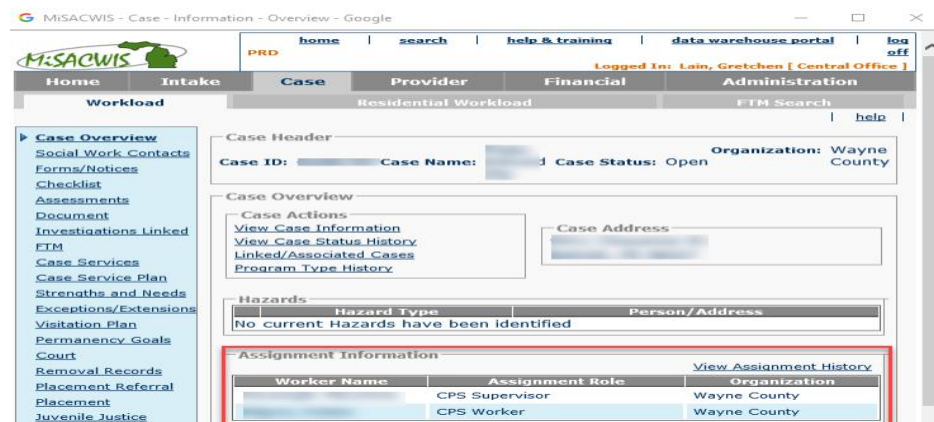 MiSACWIS - Case - Information - Overview - Google
MiSACWIS
PRD
home | search | help & training | data warehouse portal | log off
Logged In: Lain, Gretchen [ Central Office ]
Home Intake Case Provider Financial Administration
Workload Residential Workload FTM Search
| help |
Case Overview
Social Work Contacts
Forms/Notices
Checklist
Assessments
Document
Investigations Linked
FTM
Case Services
Case Service Plan
Strengths and Needs
Exceptions/Extensions
Visitation Plan
Permanency Goals
Court
Removal Records
Placement Referral
Placement
Juvenile Justice
Case Header
Case ID: Case Name: Case Status: Open Organization: Wayne County
Case Overview
Case Actions
View Case Information
View Case Status History
Linked/Associated Cases
Program Type History
Case Address
Hazards
Hazard Type Person/Address
No current Hazards have been identified
Assignment Information
View Assignment History
Worker Name Assignment Role Organization
CPS Supervisor Wayne County
CPS Worker Wayne County